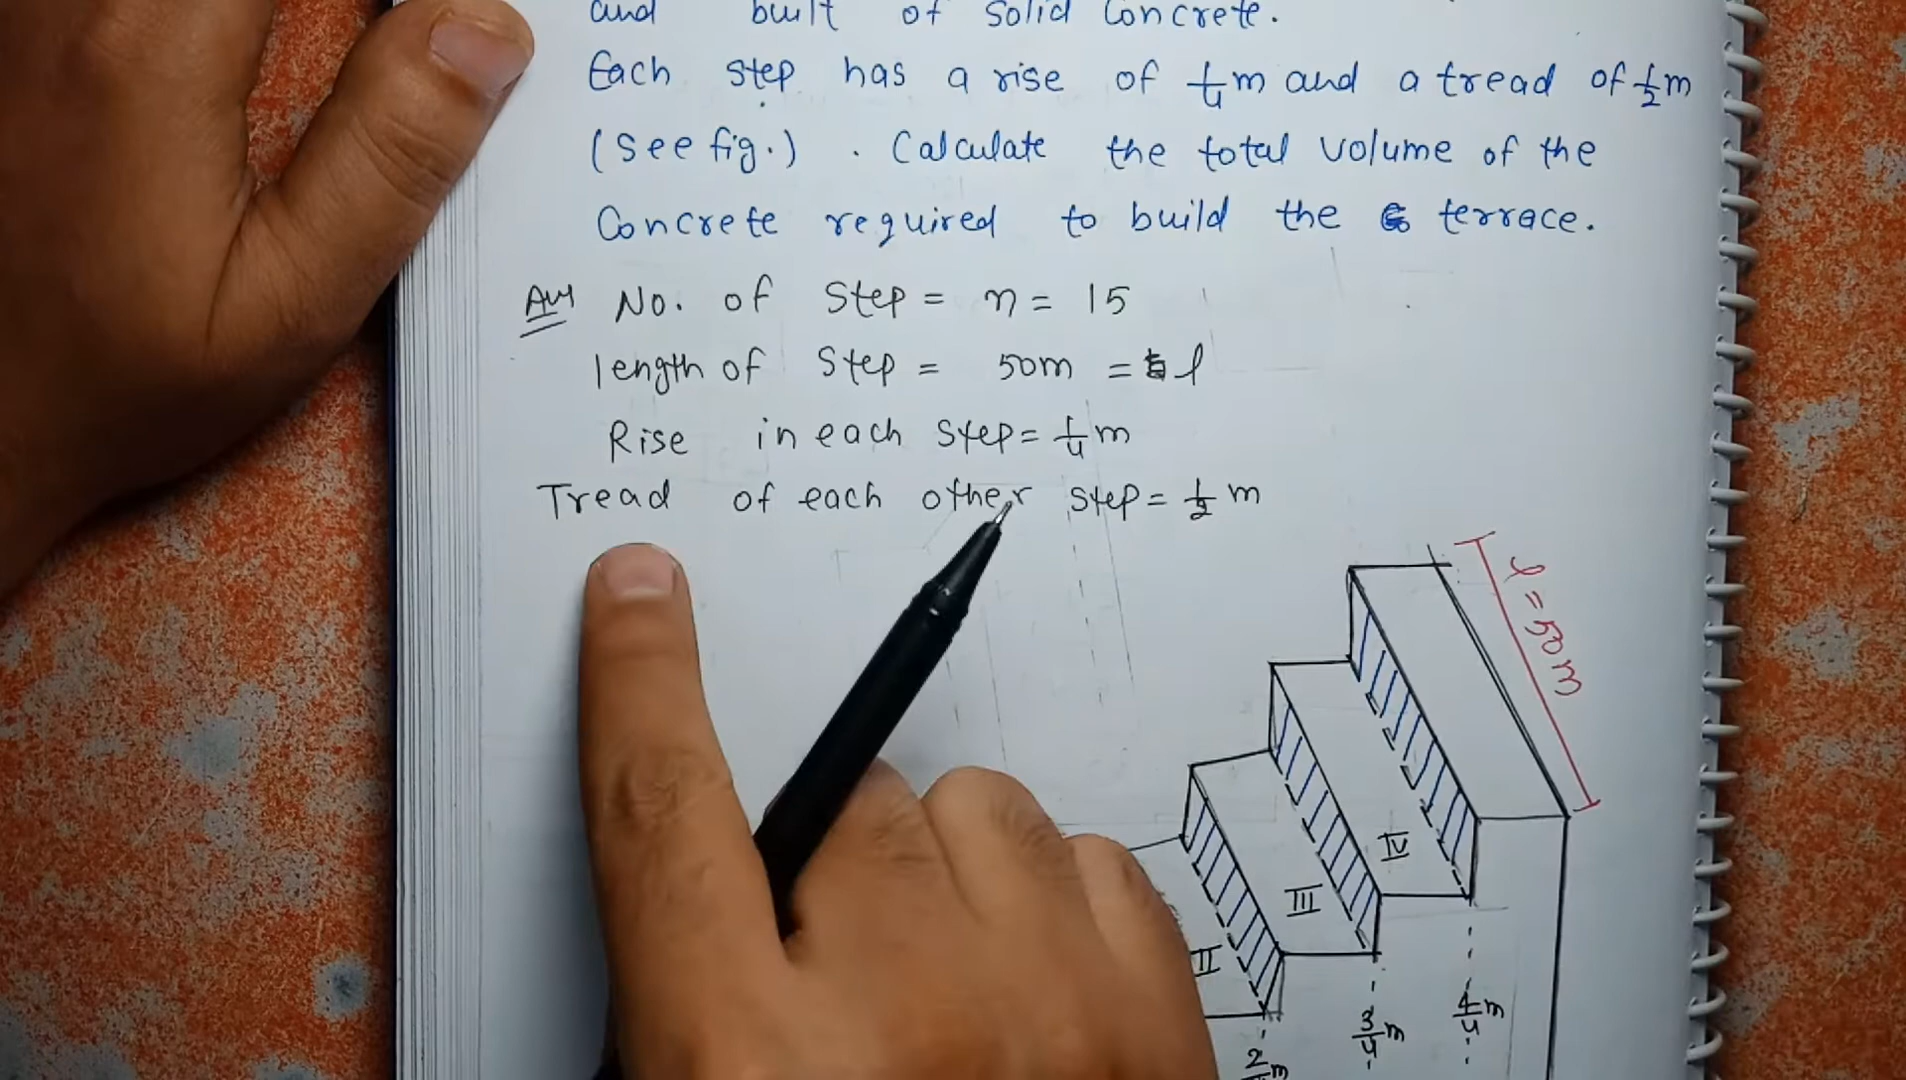 and built of solid Concrete.
Each step has a rise of 1/4 m and a tread of 1/2 m
(See fig.). Calculate the total volume of the
Concrete required to build the terrace.
Ans No. of Step = n = 15
length of Step = 50m = l
Rise in each step = 1/4 m
Tread of each other step = 1/2 m
l = 50m
IV
III
II
4/4 m
3/4 m
2
m